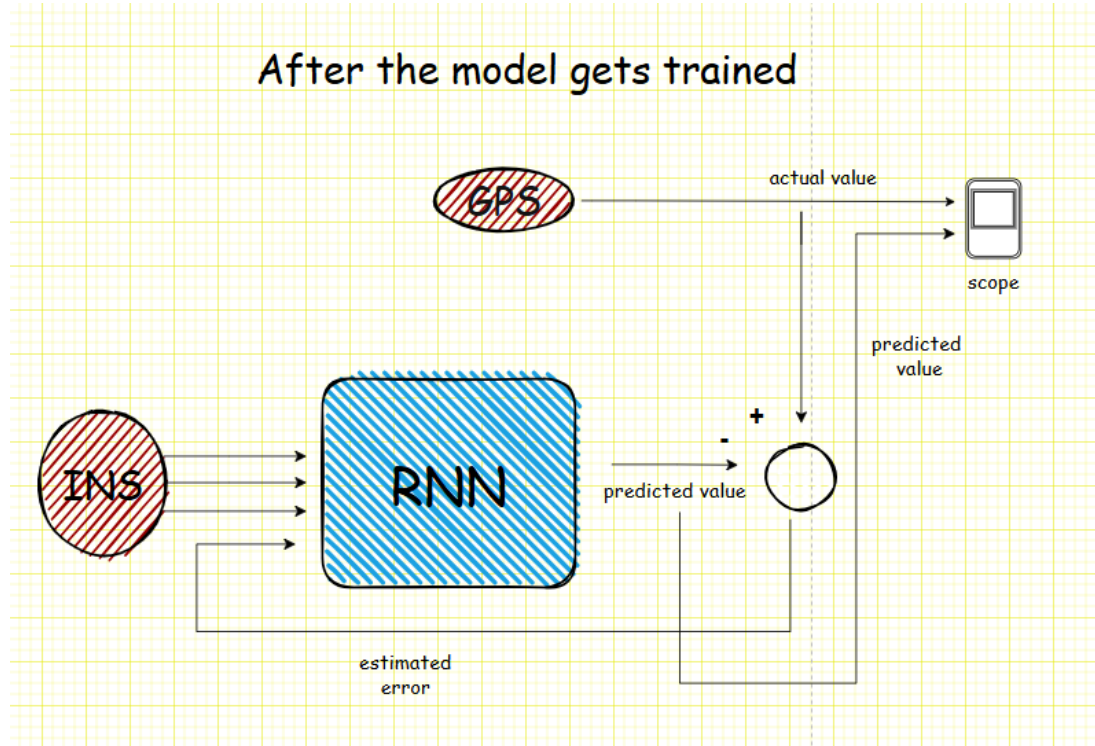 After the model gets trained
GPS
actual value
scope
predicted
value
+
-
INS
RNN
predicted value
estimated
error